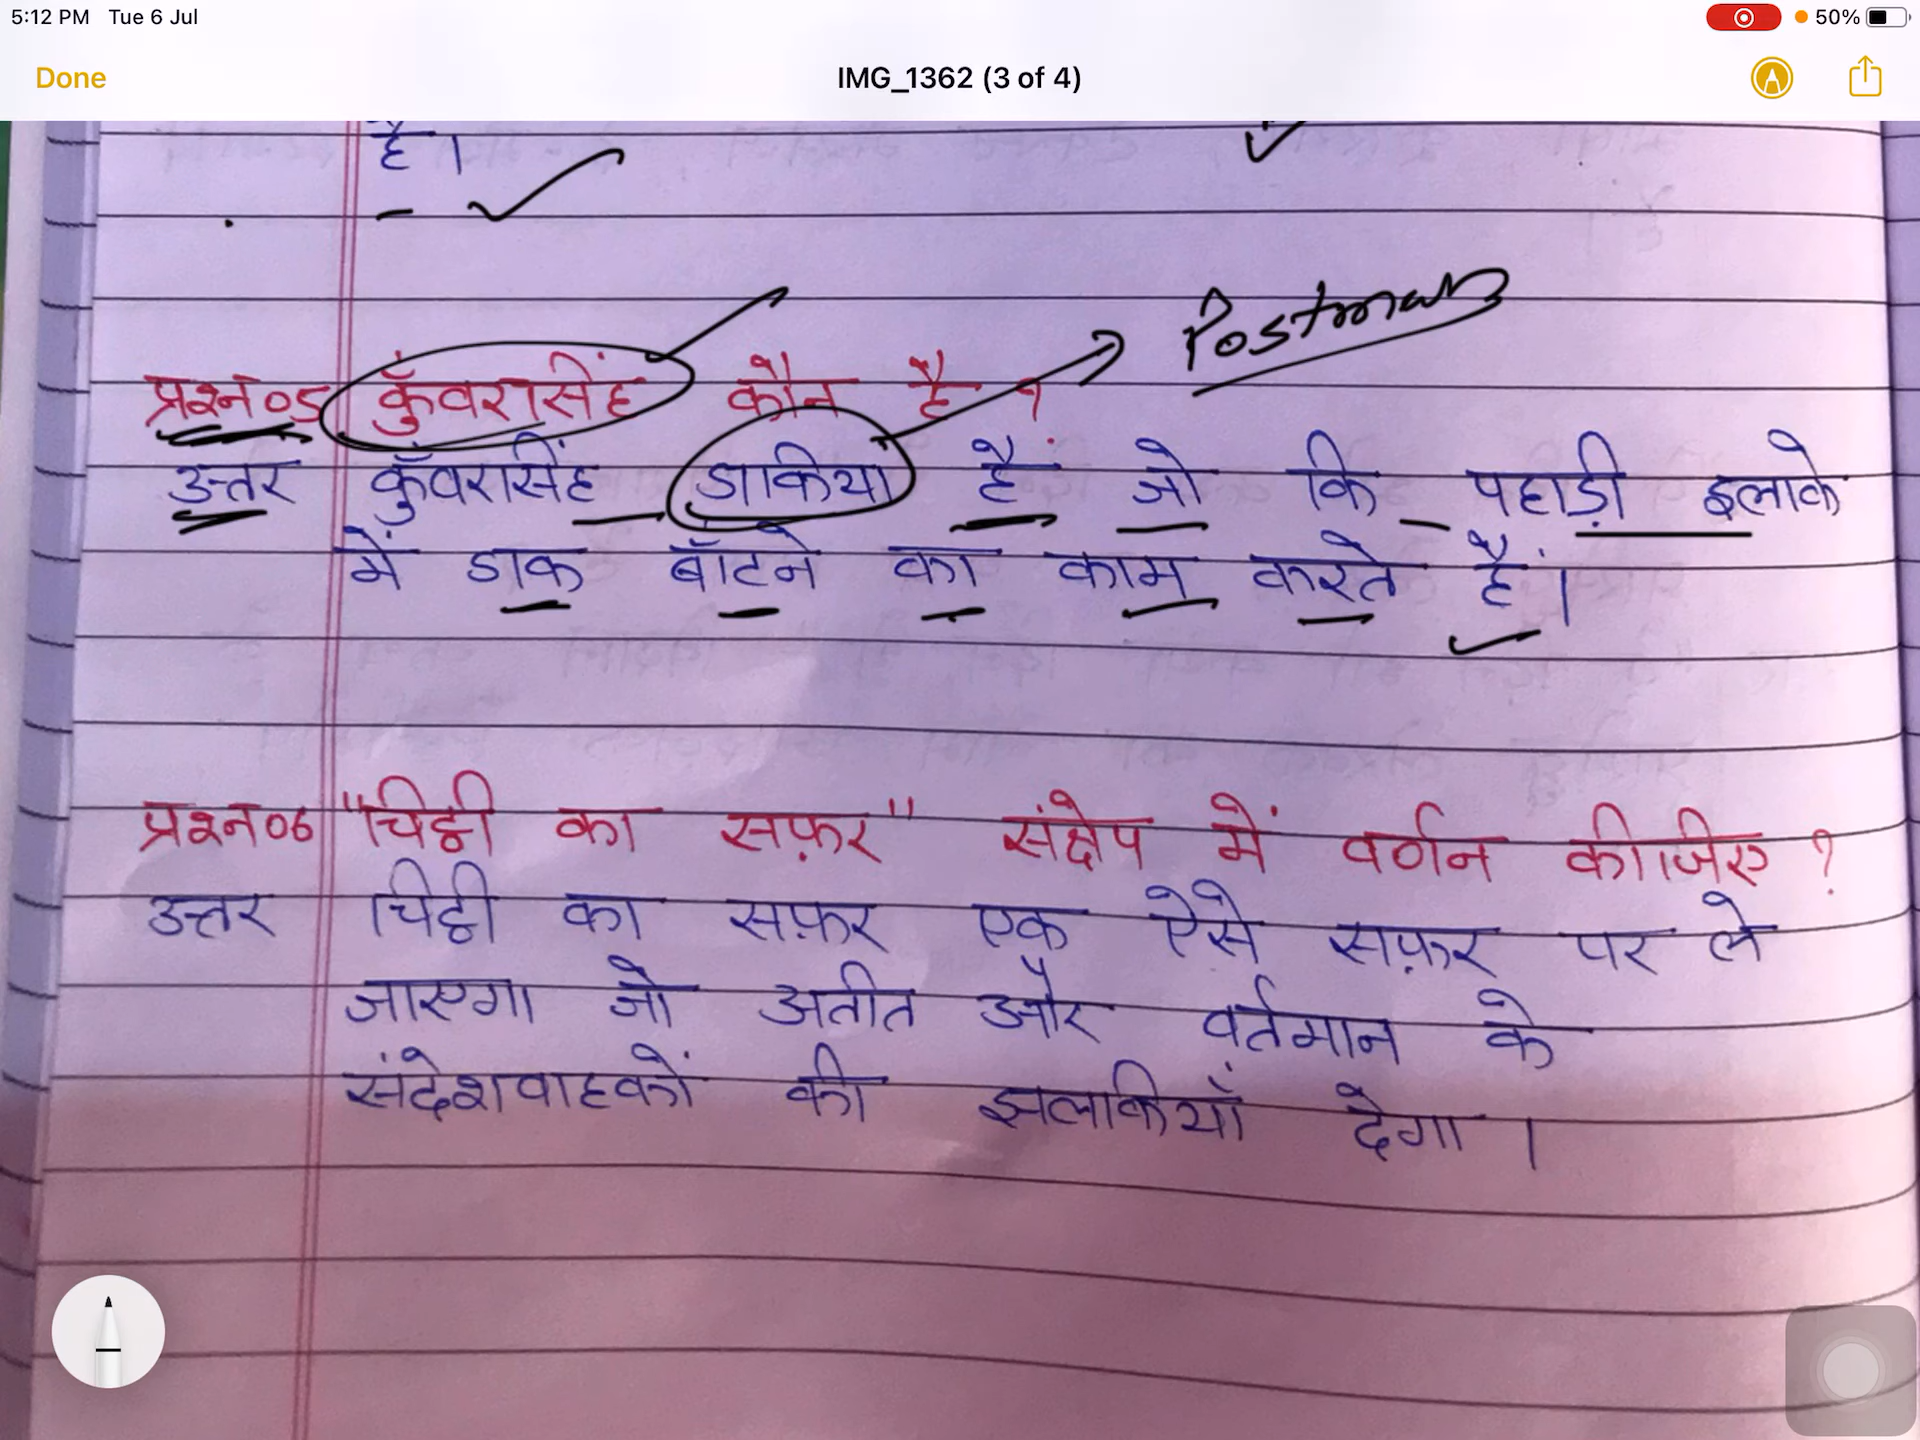 5:12 PM Tue 6 Jul
50%
Done
IMG_1362 (3 of 4)
है।
Postman
प्रश्न०5 कुँवरसिंह कौन है ?
उत्तर कुँवरसिंह डाकिया हैं जो कि पहाड़ी इलाके
में डाक बाँटने का काम करते हैं।
प्रश्न०6 "चिट्ठी का सफ़र" संक्षेप में वर्णन कीजिए ?
उत्तर चिट्ठी का सफ़र एक ऐसे सफ़र पर ले
जाएगा जो अतीत और वर्तमान के
संदेशवाहकों की झलकियाँ देगा।